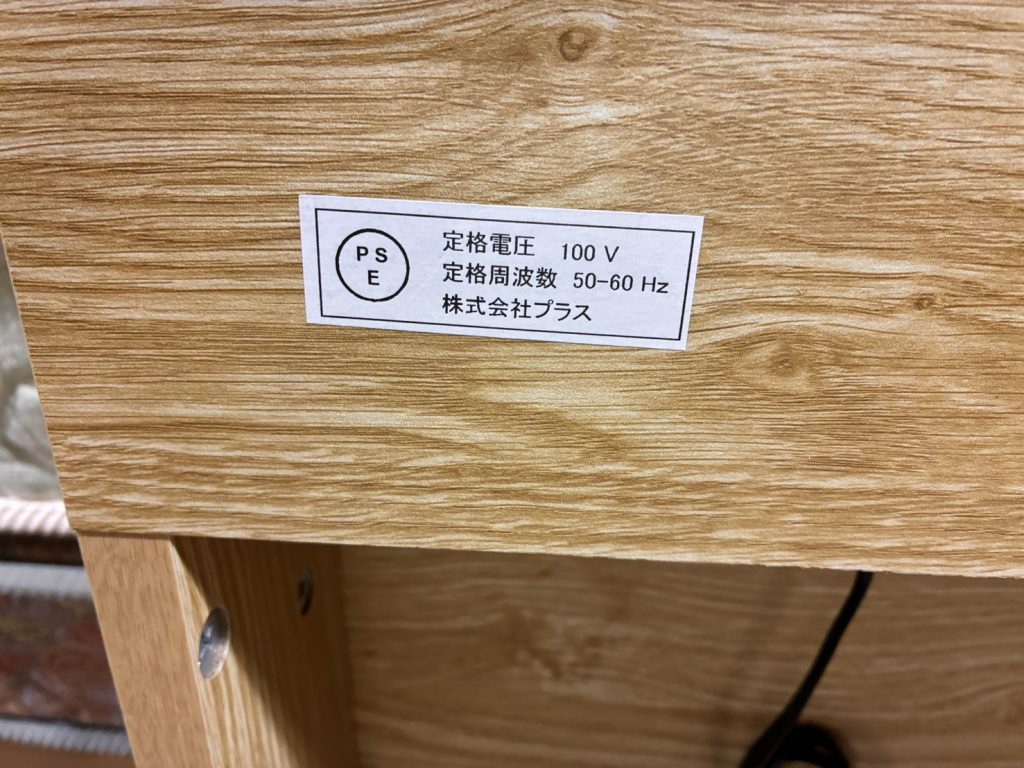 PS
E
定格電圧 100 V
定格周波数 50-60 Hz
株式会社プラス